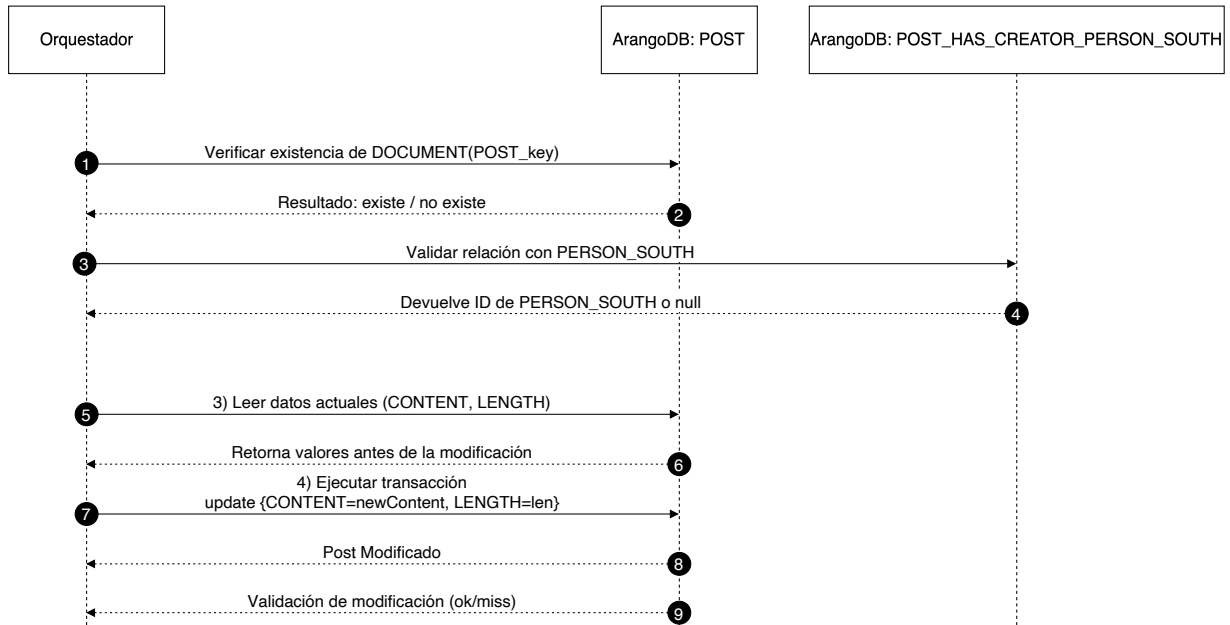 Orquestador
ArangoDB: POST
ArangoDB: POST_HAS_CREATOR_PERSON_SOUTH
1
Verificar existencia de DOCUMENT(POST_key)
Resultado: existe / no existe
2
3
Validar relación con PERSON_SOUTH
Devuelve ID de PERSON_SOUTH o null
4
5
3) Leer datos actuales (CONTENT, LENGTH)
Retorna valores antes de la modificación
6
4) Ejecutar transacción
7
update {CONTENT=newContent, LENGTH=len}
Post Modificado
8
Validación de modificación (ok/miss)
9